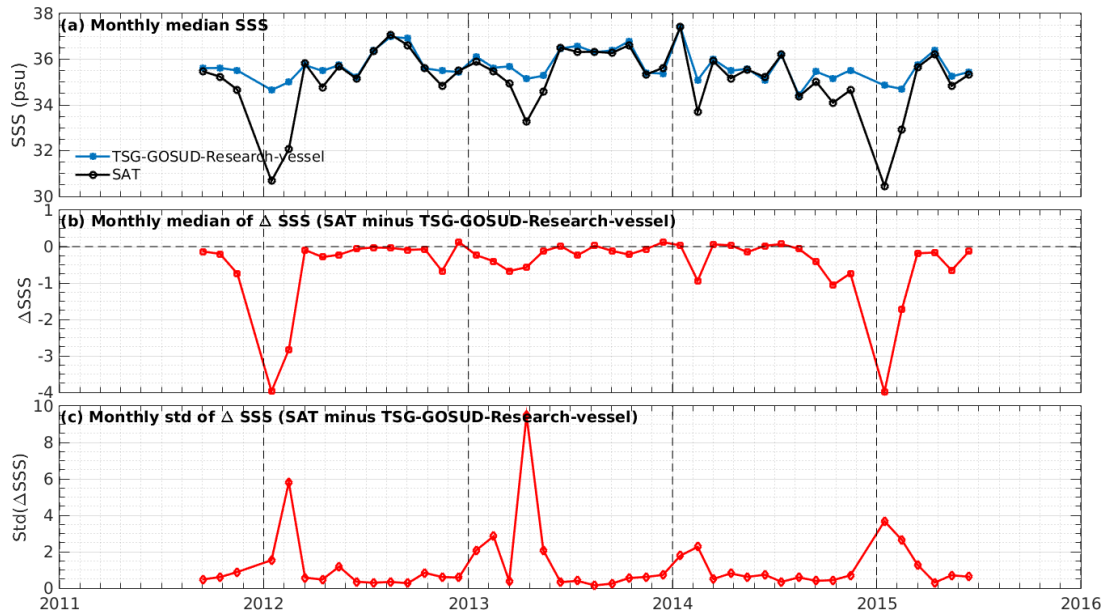 (a) Monthly median SSS
SSS (psu)
38
36
34
32
30
TSG-GOSUD-Research-vessel
SAT
(b) Monthly median of Δ SSS (SAT minus TSG-GOSUD-Research-vessel)
ΔSSS
1
0
-1
-2
-3
-4
(c) Monthly std of Δ SSS (SAT minus TSG-GOSUD-Research-vessel)
Std(ΔSSS)
10
8
6
4
2
0
2011 2012 2013 2014 2015 2016